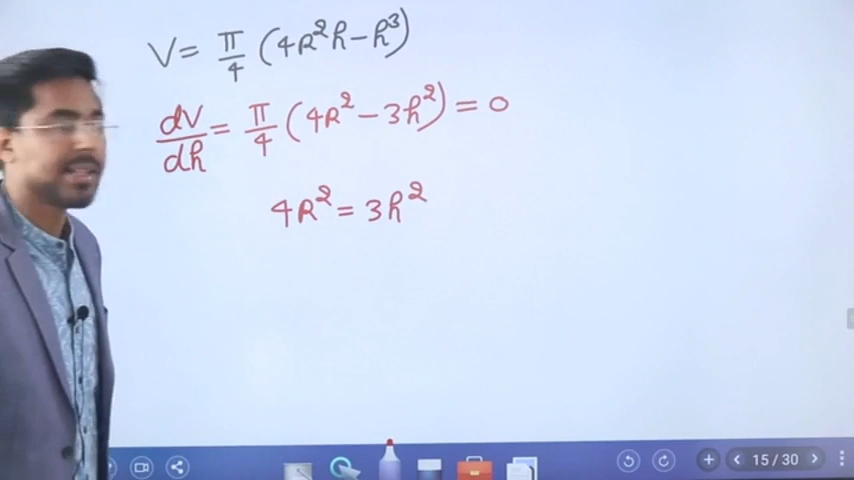 V = π/4 (4R²h - h³)
dV/dh = π/4 (4R² - 3h²) = 0
4R² = 3h²
15 / 30